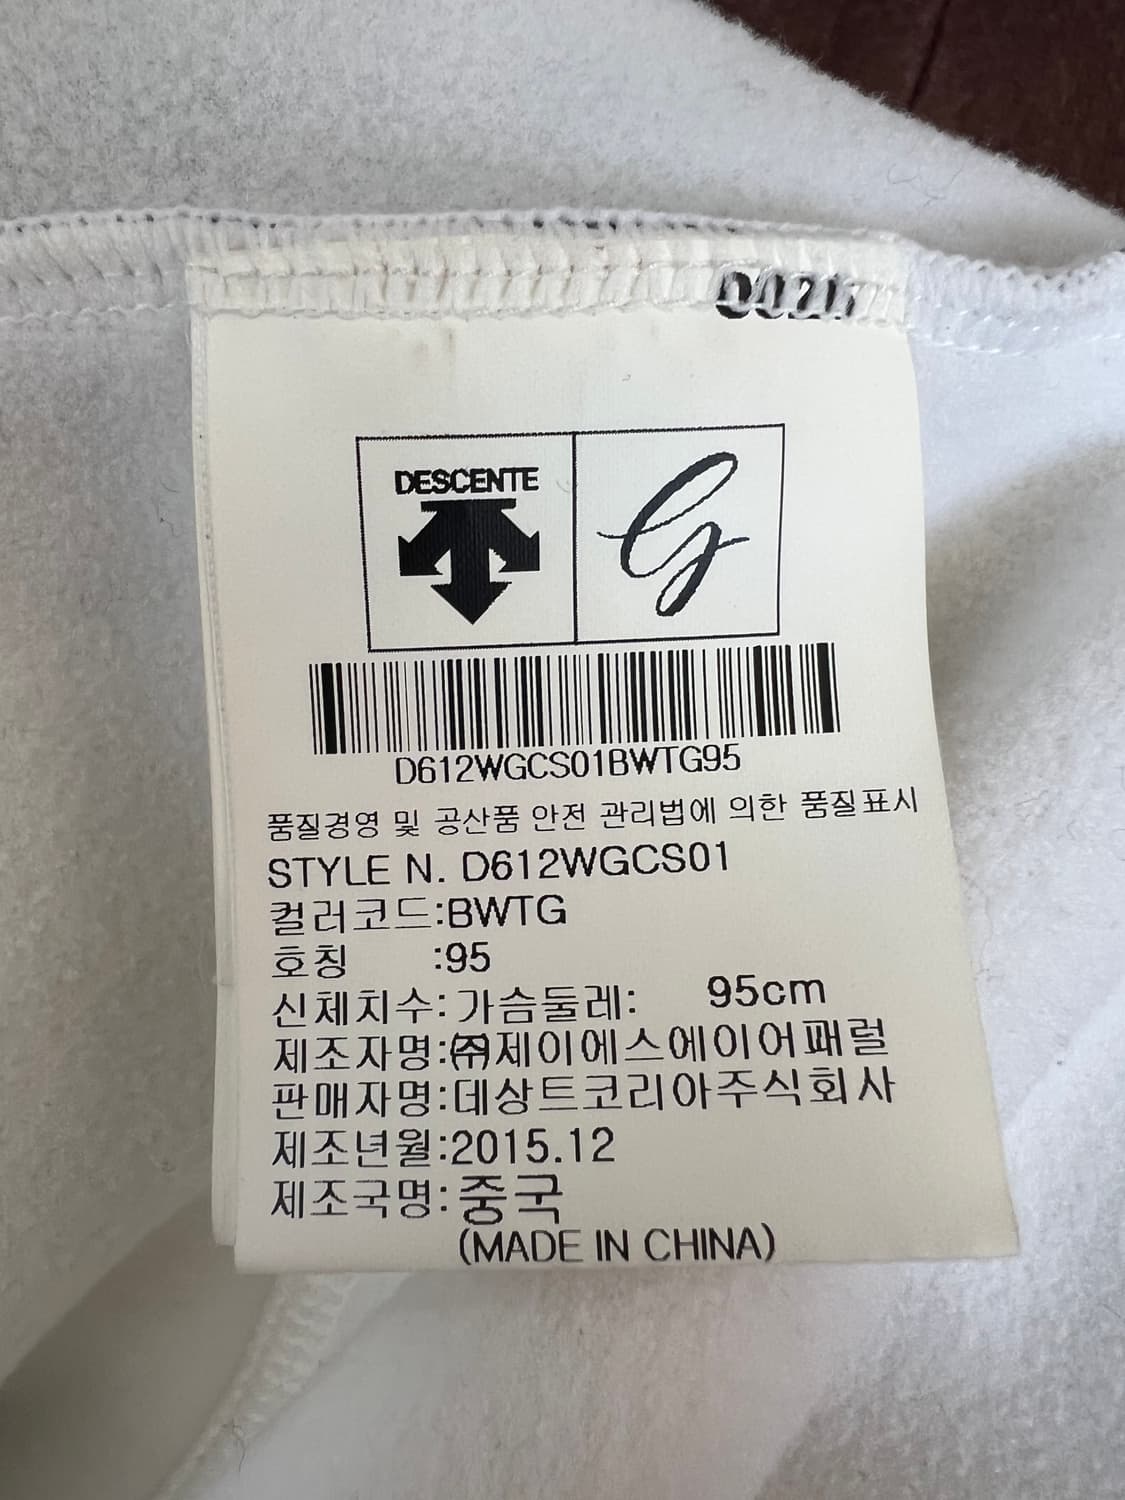 DESCENTE
G
D612WGCS01BWTG95
품질경영 및 공산품 안전 관리법에 의한 품질표시
STYLE N. D612WGCS01
컬러코드:BWTG
호칭 :95
신체치수: 가슴둘레: 95cm
제조자명:㈜제이에스에이어패럴
판매자명:데상트코리아주식회사
제조년월:2015.12
제조국명:중국
(MADE IN CHINA)